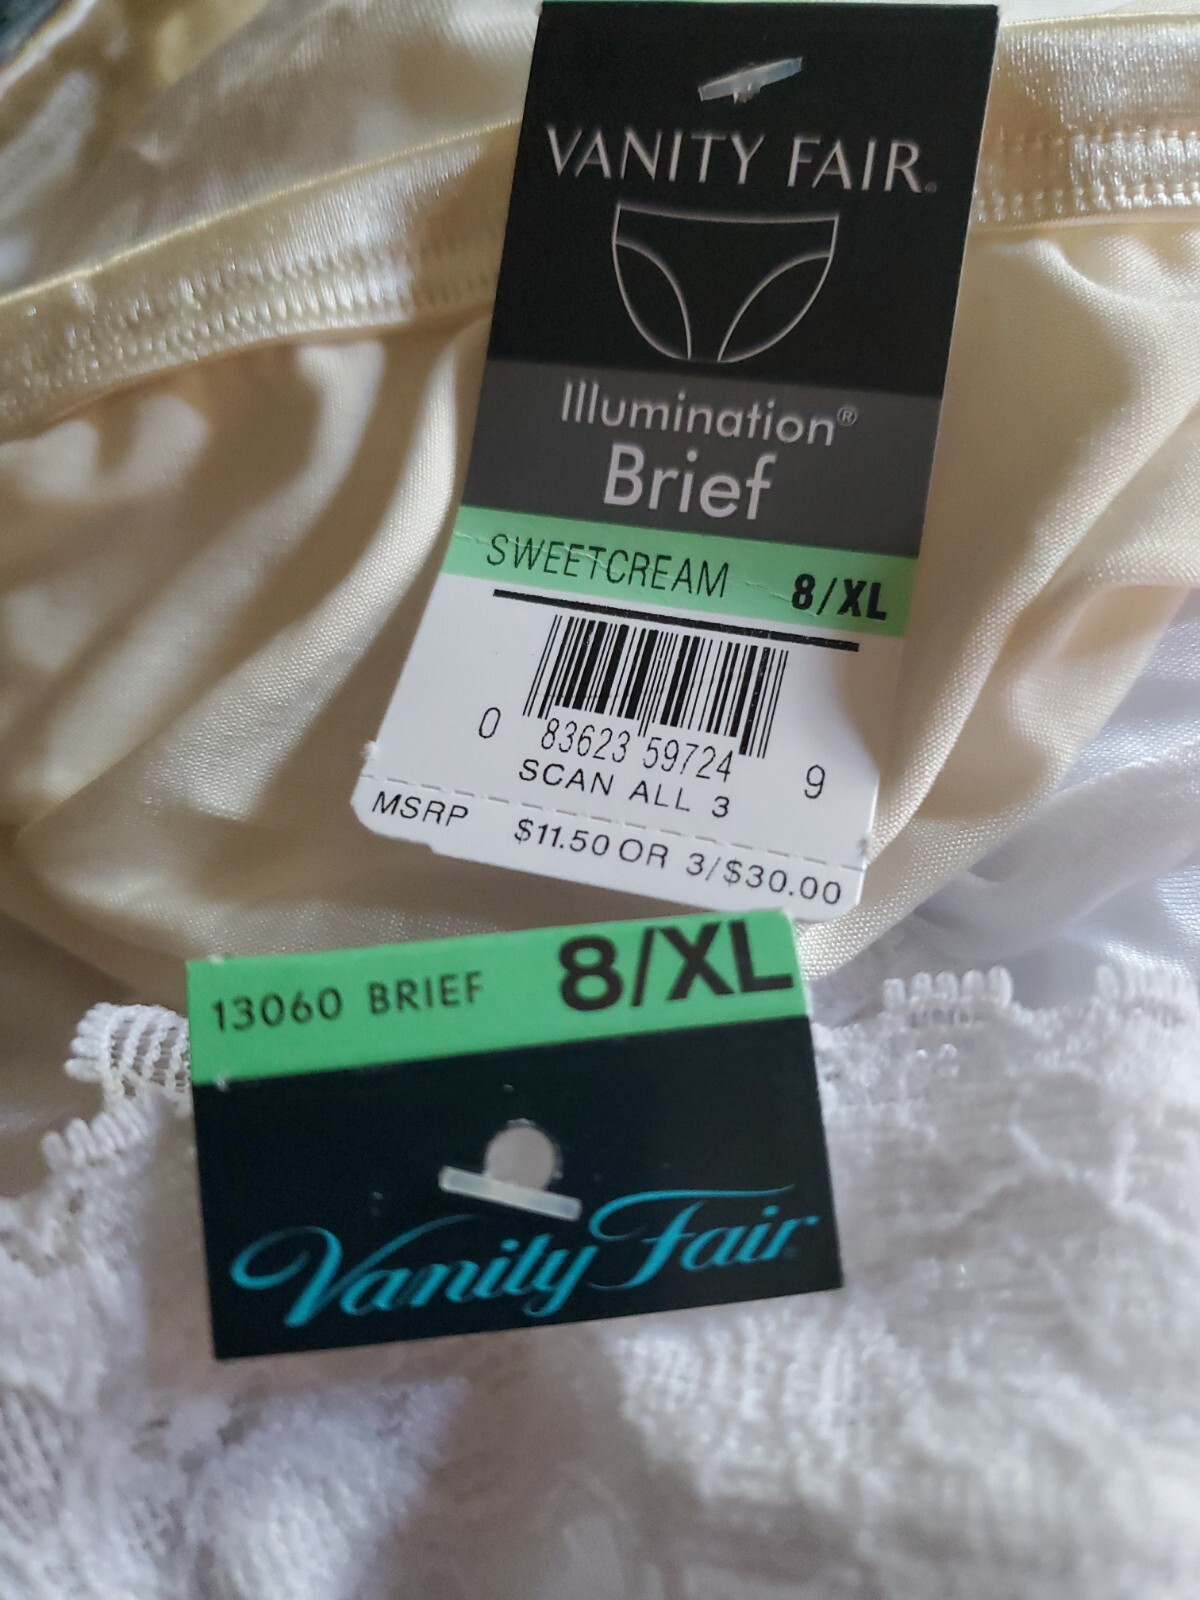 VANITY FAIR®
Illumination®
Brief
SWEETCREAM 8/XL
0 83623 59724 9
SCAN ALL 3
MSRP $11.50 OR 3/$30.00
13060 BRIEF 8/XL
Vanity Fair